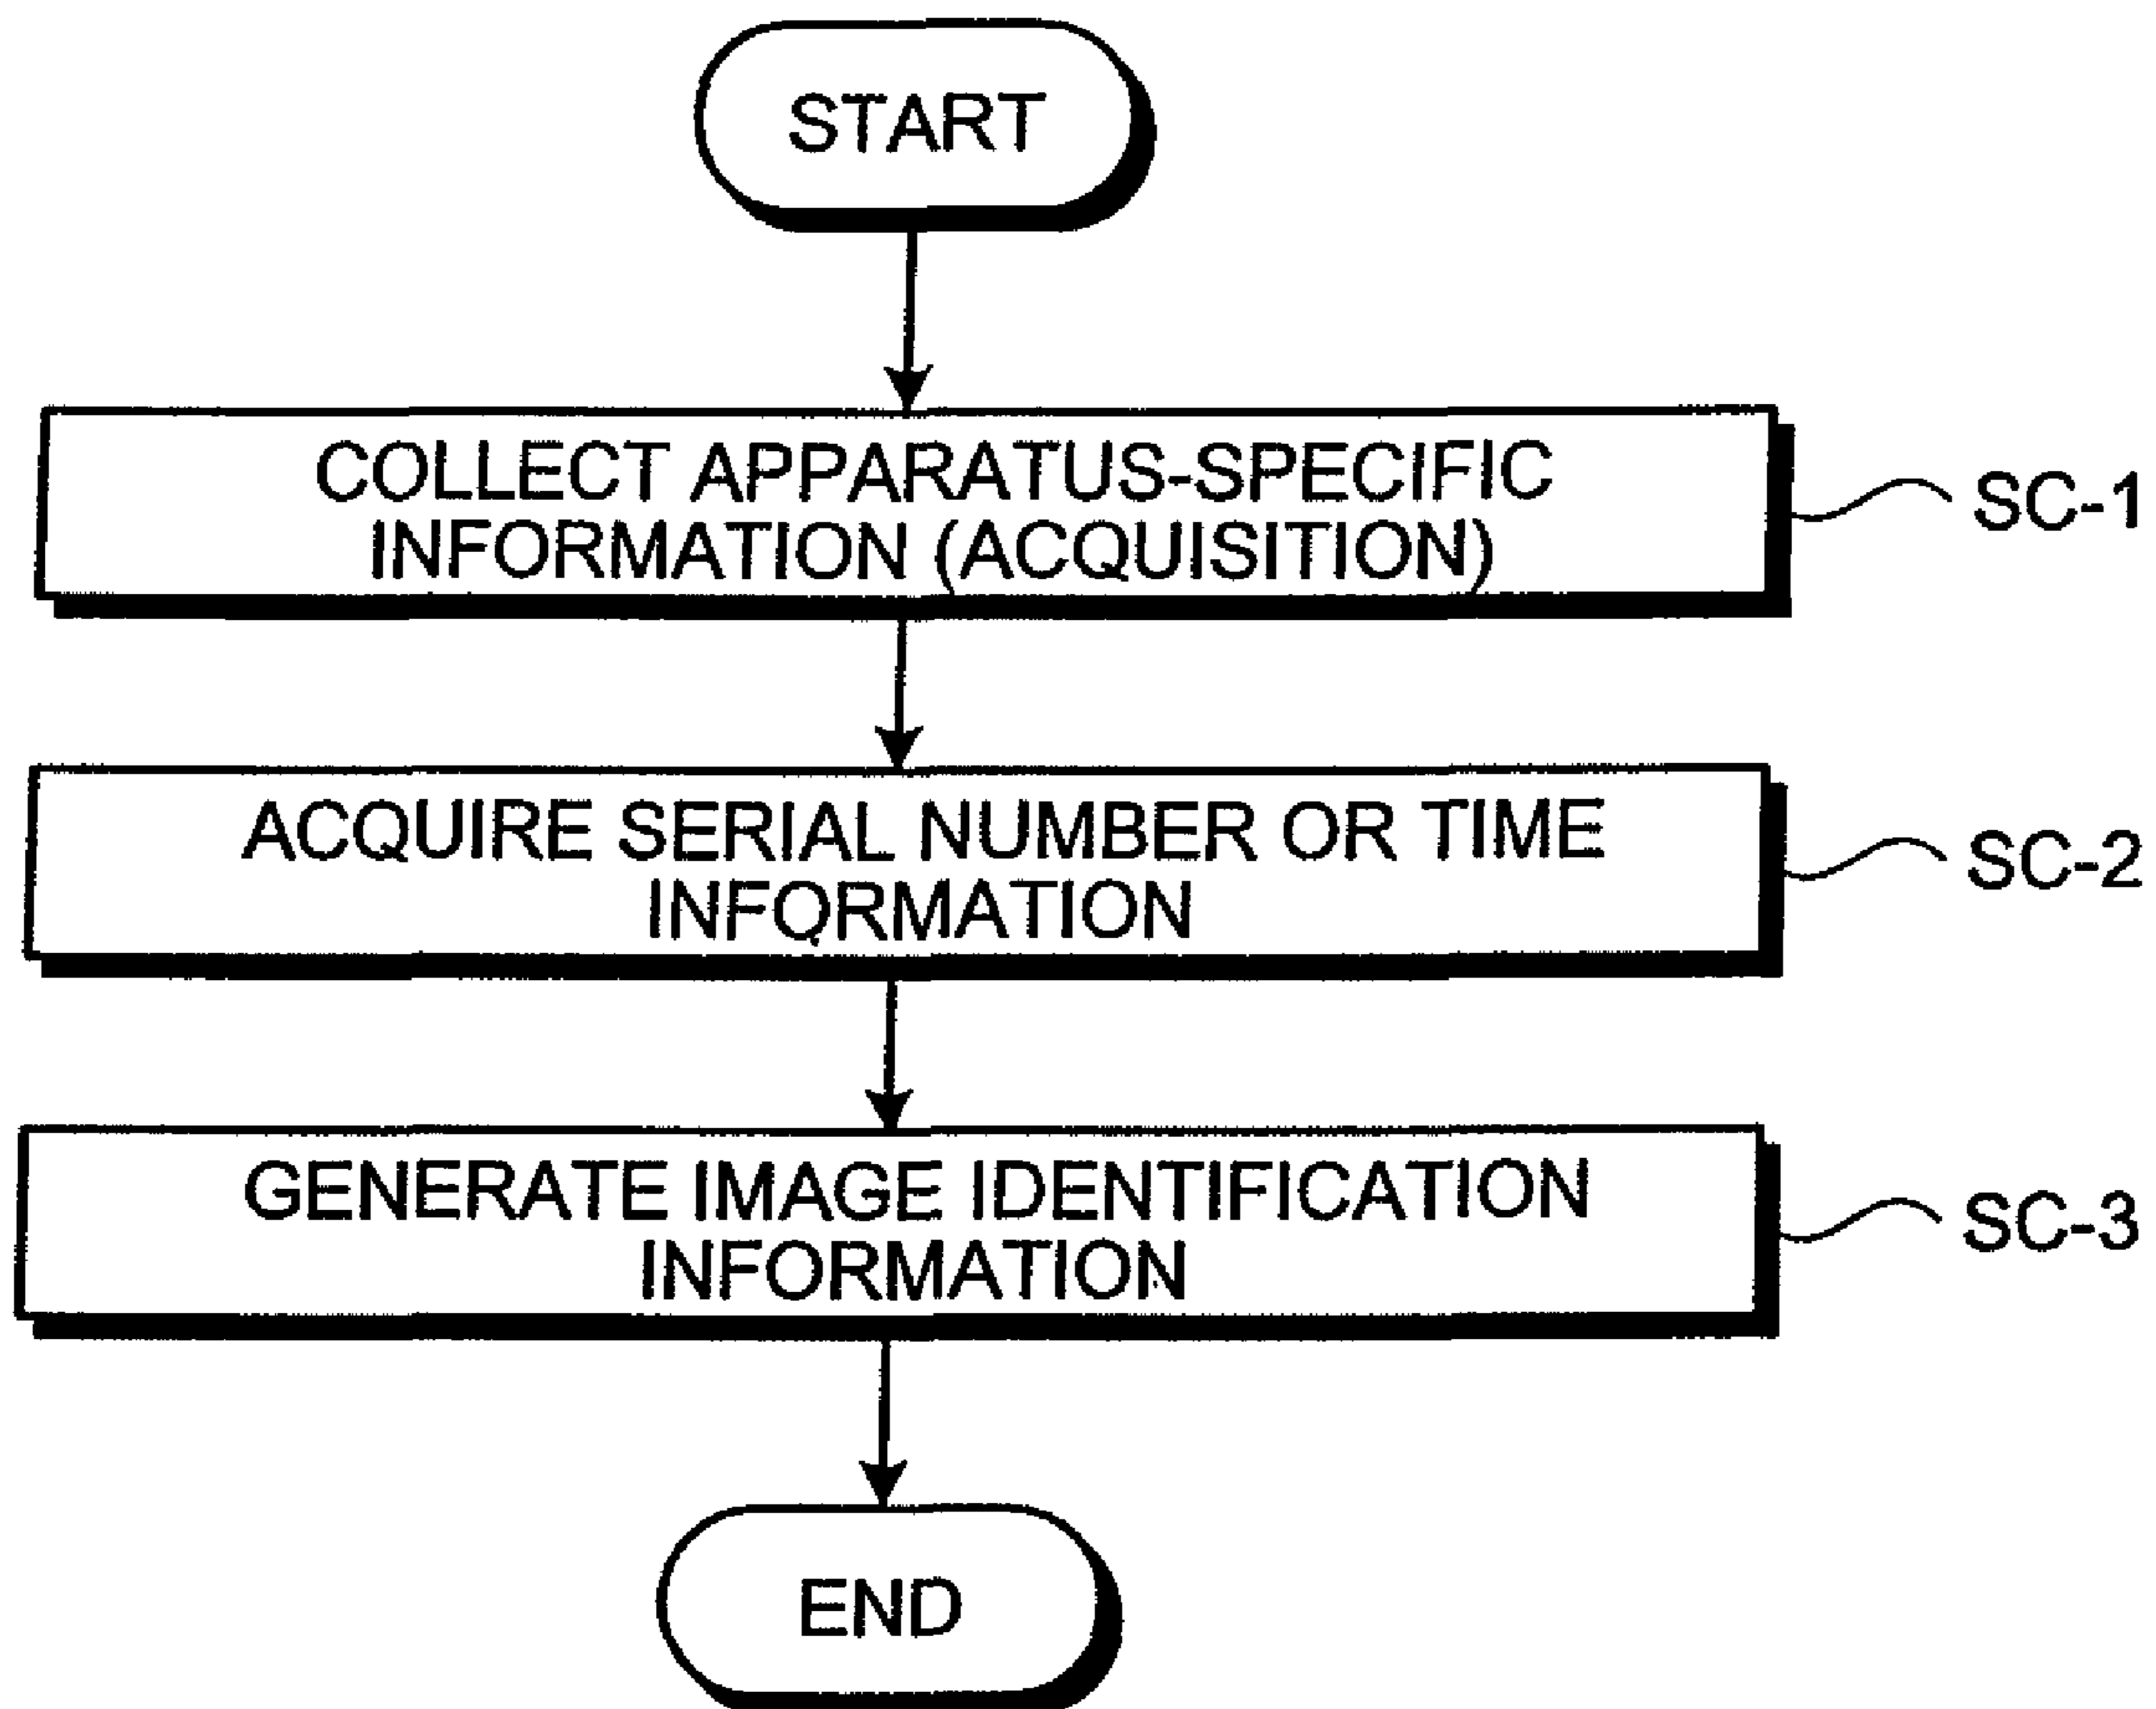 START
COLLECT APPARATUS-SPECIFIC
INFORMATION (ACQUISITION)
SC-1
ACQUIRE SERIAL NUMBER OR TIME
INFORMATION
SC-2
GENERATE IMAGE IDENTIFICATION
INFORMATION
SC-3
END